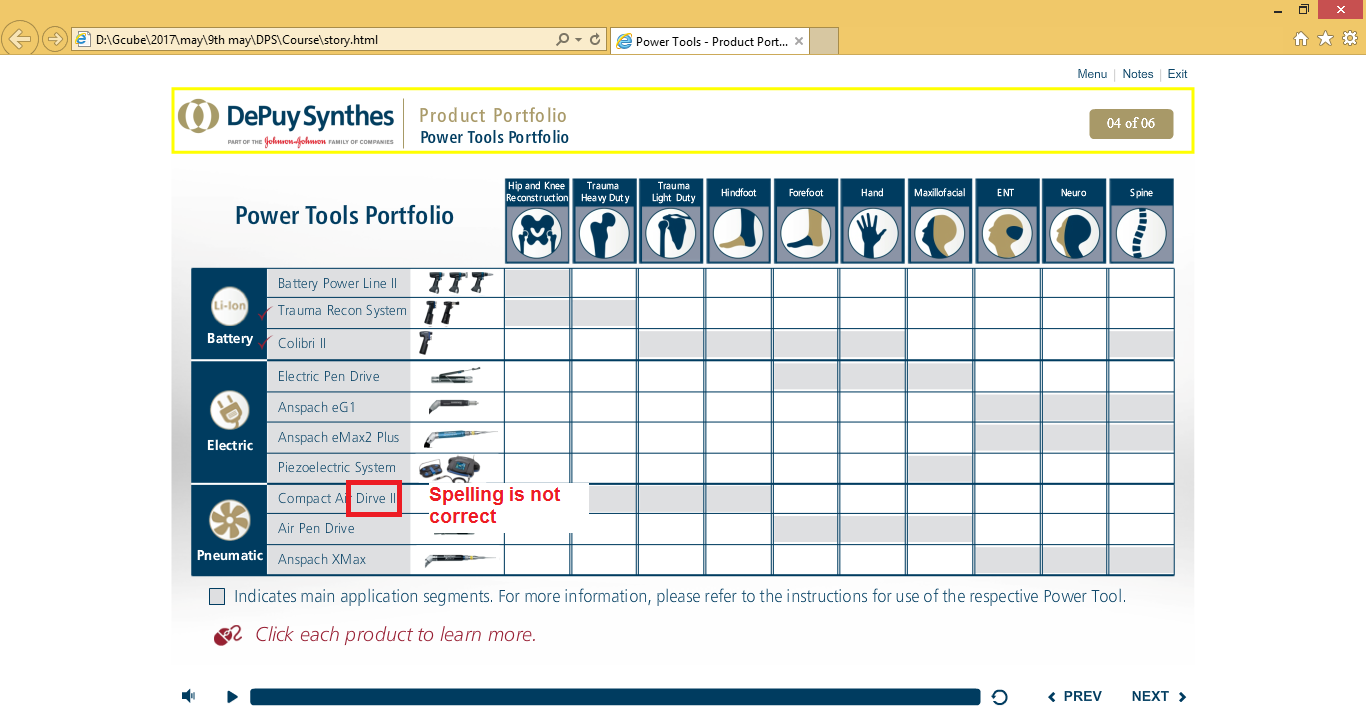 D:\Gcube\2017\may\9th may\DPS\Course\story.html
Power Tools - Product Port...
Menu | Notes | Exit
DePuy Synthes
PART OF THE Johnson & Johnson FAMILY OF COMPANIES
Product Portfolio
Power Tools Portfolio
04 of 06
Power Tools Portfolio
Hip and Knee
Reconstruction
Trauma
Heavy Duty
Trauma
Light Duty
Hindfoot
Forefoot
Hand
Maxillofacial
ENT
Neuro
Spine
Li-Ion
Battery
Battery Power Line II
Trauma Recon System
Colibri II
Electric
Electric Pen Drive
Anspach eG1
Anspach eMax2 Plus
Piezoelectric System
Pneumatic
Compact Air Dirve II
Spelling is not
correct
Air Pen Drive
Anspach XMax
Indicates main application segments. For more information, please refer to the instructions for use of the respective Power Tool.
Click each product to learn more.
PREV
NEXT